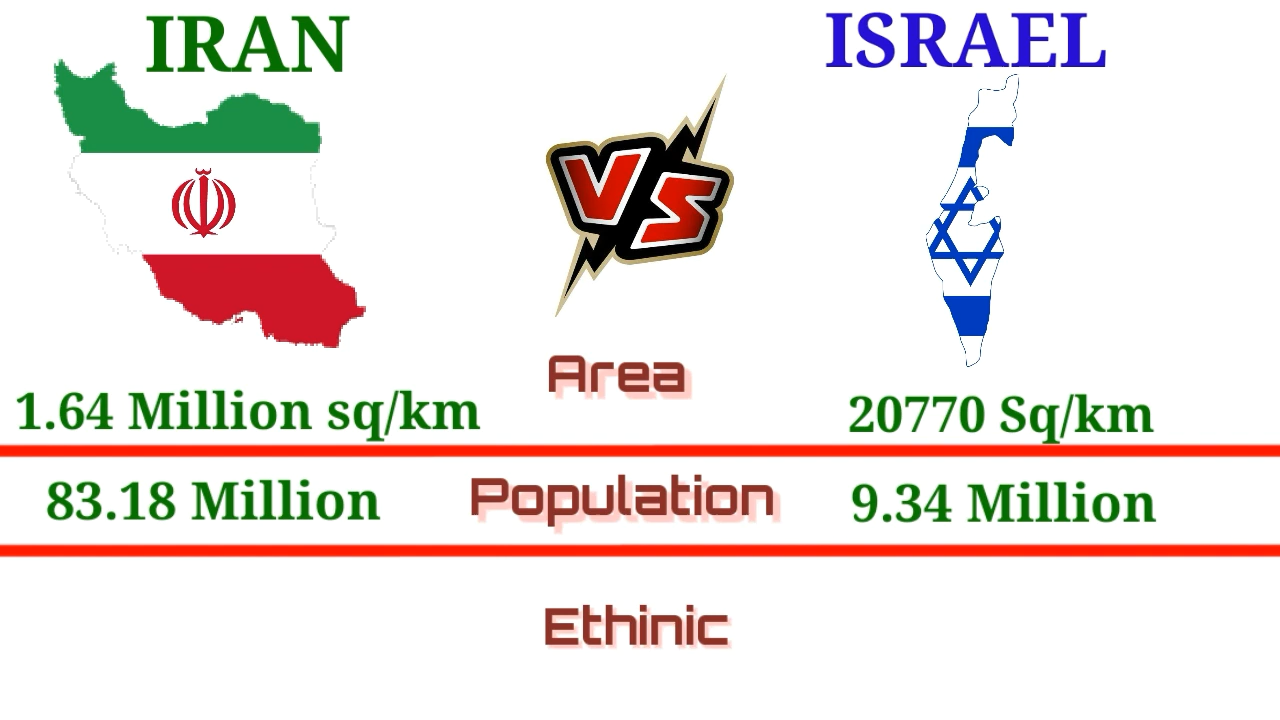 IRAN
ISRAEL
VS
Area
1.64 Million sq/km
20770 Sq/km
83.18 Million
Population
9.34 Million
Ethinic